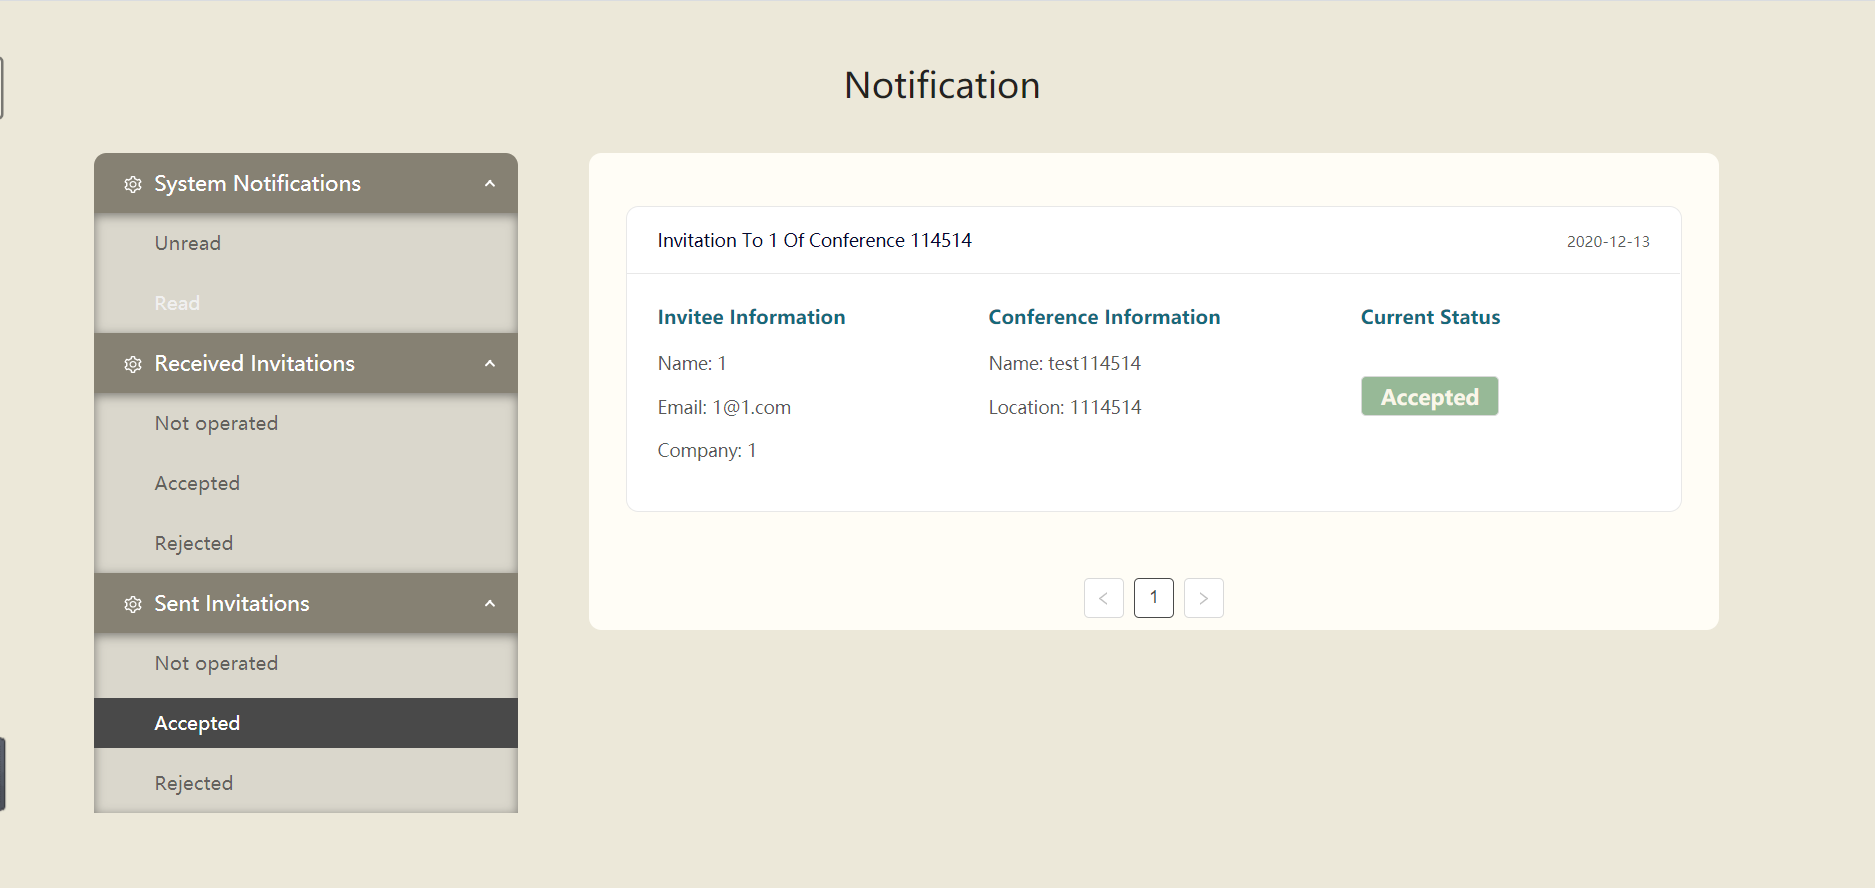 Notification
System Notifications
Unread
Read
Received Invitations
Not operated
Accepted
Rejected
Sent Invitations
Not operated
Accepted
Rejected
Invitation To 1 Of Conference 114514
2020-12-13
Invitee Information
Name: 1
Email: 1@1.com
Company: 1
Conference Information
Name: test114514
Location: 1114514
Current Status
Accepted
< 1 >